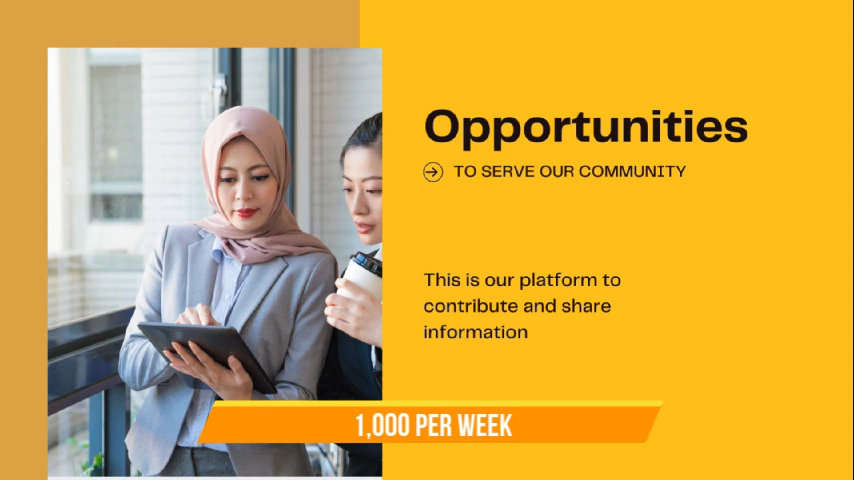 Opportunities
TO SERVE OUR COMMUNITY
This is our platform to
contribute and share
information
1,000 PER WEEK